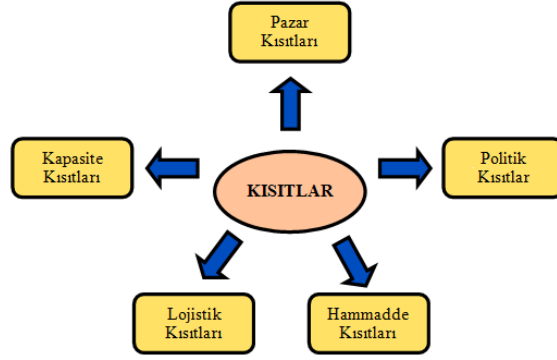 Pazar
Kısıtları
Kapasite
Kısıtları
KISITLAR
Politik
Kısıtlar
Lojistik
Kısıtları
Hammadde
Kısıtları